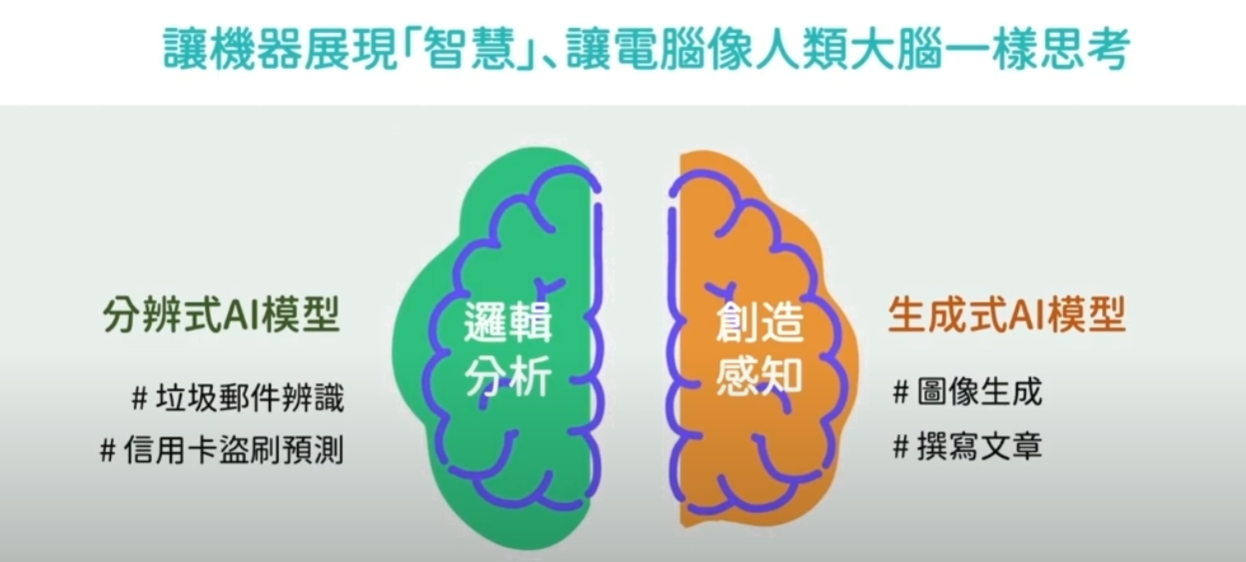 讓機器展現「智慧」、讓電腦像人類大腦一樣思考
分辨式AI模型
# 垃圾郵件辨識
# 信用卡盜刷預測
邏輯
分析
創造
感知
生成式AI模型
# 圖像生成
# 撰寫文章